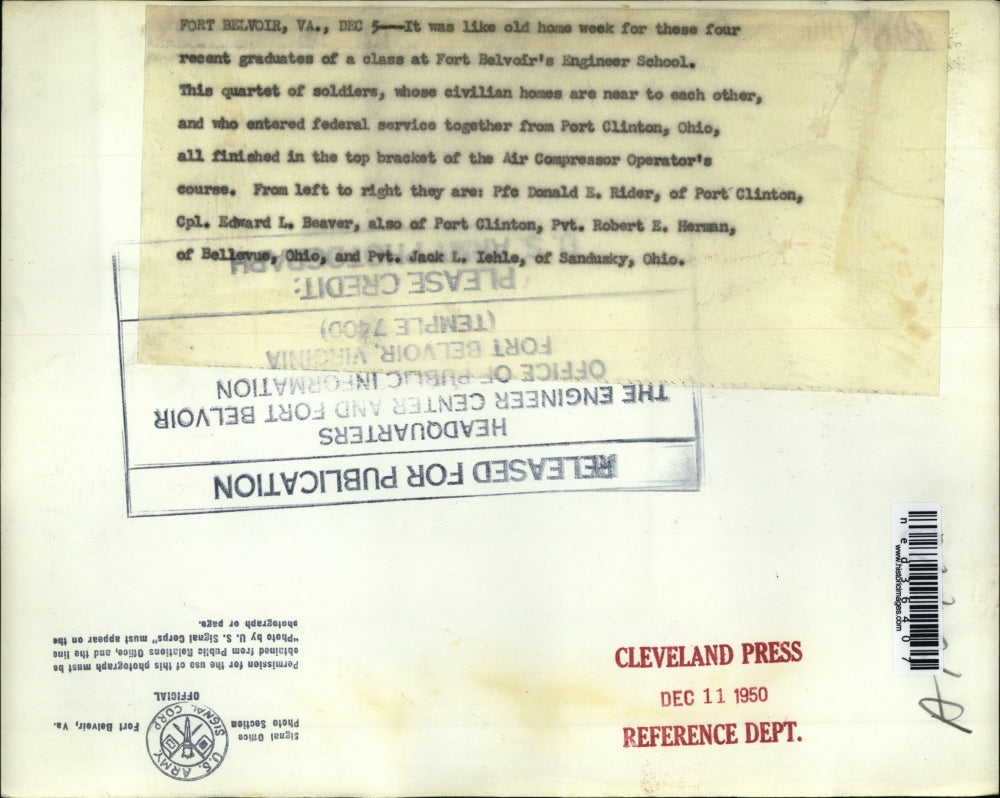 FORT BELVOIR, VA., DEC 5--It was like old home week for these four
recent graduates of a class at Fort Belvoir's Engineer School.
This quartet of soldiers, whose civilian homes are near to each other,
and who entered federal service together from Port Clinton, Ohio,
all finished in the top bracket of the Air Compressor Operator's
course. From left to right they are: Pfc Donald E. Rider, of Port Clinton,
Cpl. Edward L. Beaver, also of Port Clinton, Pvt. Robert E. Herman,
of Bellevue, Ohio, and Pvt. Jack L. Iehle, of Sandusky, Ohio.
RELEASED FOR PUBLICATION
HEADQUARTERS
THE ENGINEER CENTER AND FORT BELVOIR
OFFICE OF PUBLIC INFORMATION
FORT BELVOIR, VIRGINIA
(TEMPLE 7400)
PLEASE CREDIT:
U.S. ARMY PHOTOGRAPH
ned36407
www.historicimages.com
CLEVELAND PRESS
DEC 11 1950
REFERENCE DEPT.
Signal Office
Photo Section
Fort Belvoir, Va.
U.S. ARMY
SIGNAL CORP
OFFICIAL
Permission for the use of this photograph must be
obtained from Public Relations Office, and the line
"Photo by U. S. Signal Corps" must appear on the
photograph or page.